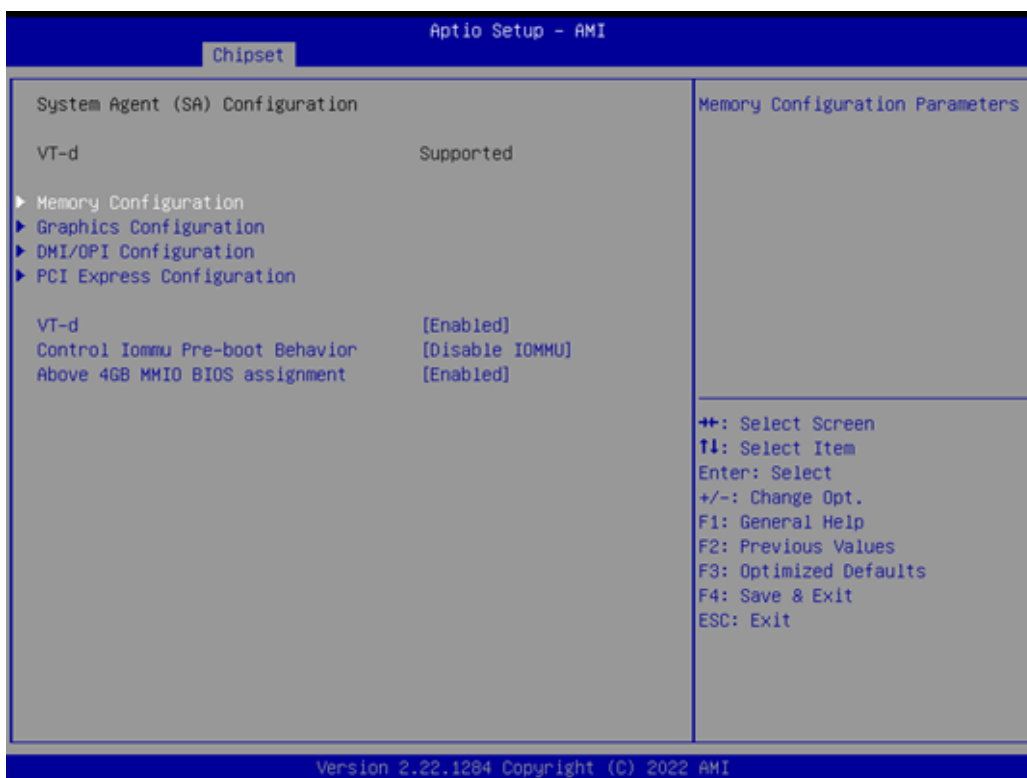 Aptio Setup – AMI
Chipset
System Agent (SA) Configuration
VT-d Supported
▶ Memory Configuration
▶ Graphics Configuration
▶ DMI/OPI Configuration
▶ PCI Express Configuration
VT-d [Enabled]
Control Iommu Pre-boot Behavior [Disable IOMMU]
Above 4GB MMIO BIOS assignment [Enabled]
Memory Configuration Parameters
→←: Select Screen
↑↓: Select Item
Enter: Select
+/-: Change Opt.
F1: General Help
F2: Previous Values
F3: Optimized Defaults
F4: Save & Exit
ESC: Exit
Version 2.22.1284 Copyright (C) 2022 AMI